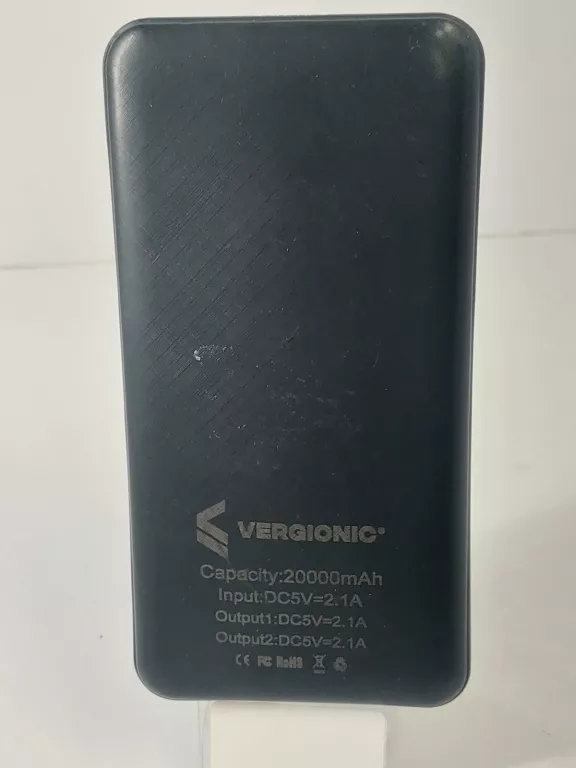 VERGIONIC®
Capacity:20000mAh
Input:DC5V=2.1A
Output1:DC5V=2.1A
Output2:DC5V=2.1A
CE FC RoHS